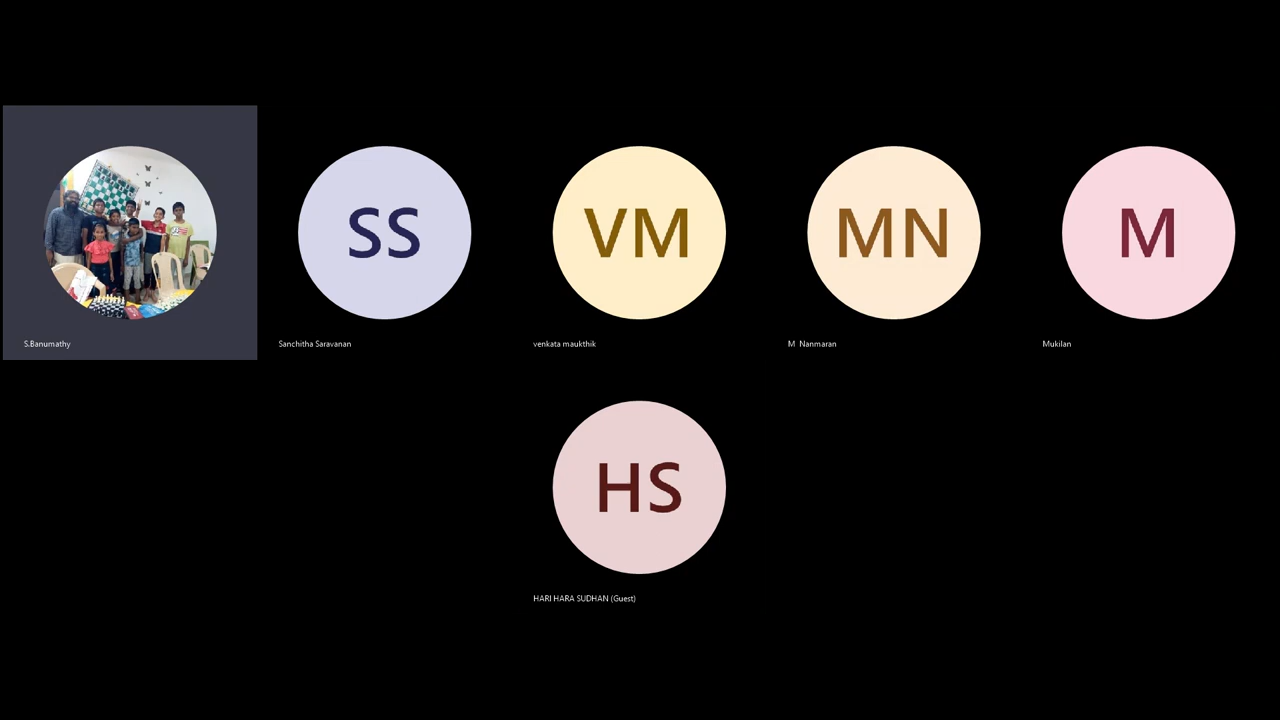 SS
VM
MN
M
S.Banumathy
Sanchitha Saravanan
venkata maukthik
M  Nanmaran
Mukilan
HS
HARI HARA SUDHAN (Guest)